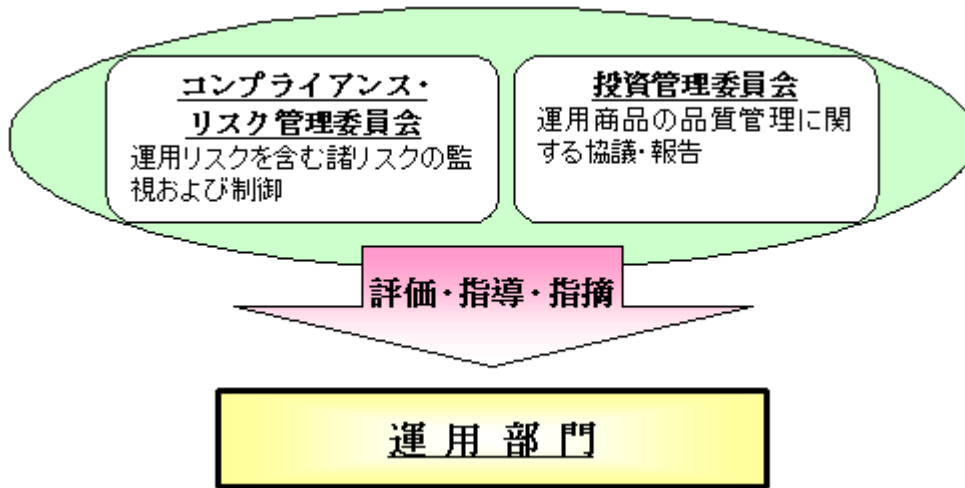 コンプライアンス・
リスク管理委員会
運用リスクを含む諸リスクの監
視および制御
投資管理委員会
運用商品の品質管理に関
する協議・報告
評価・指導・指摘
運用部門